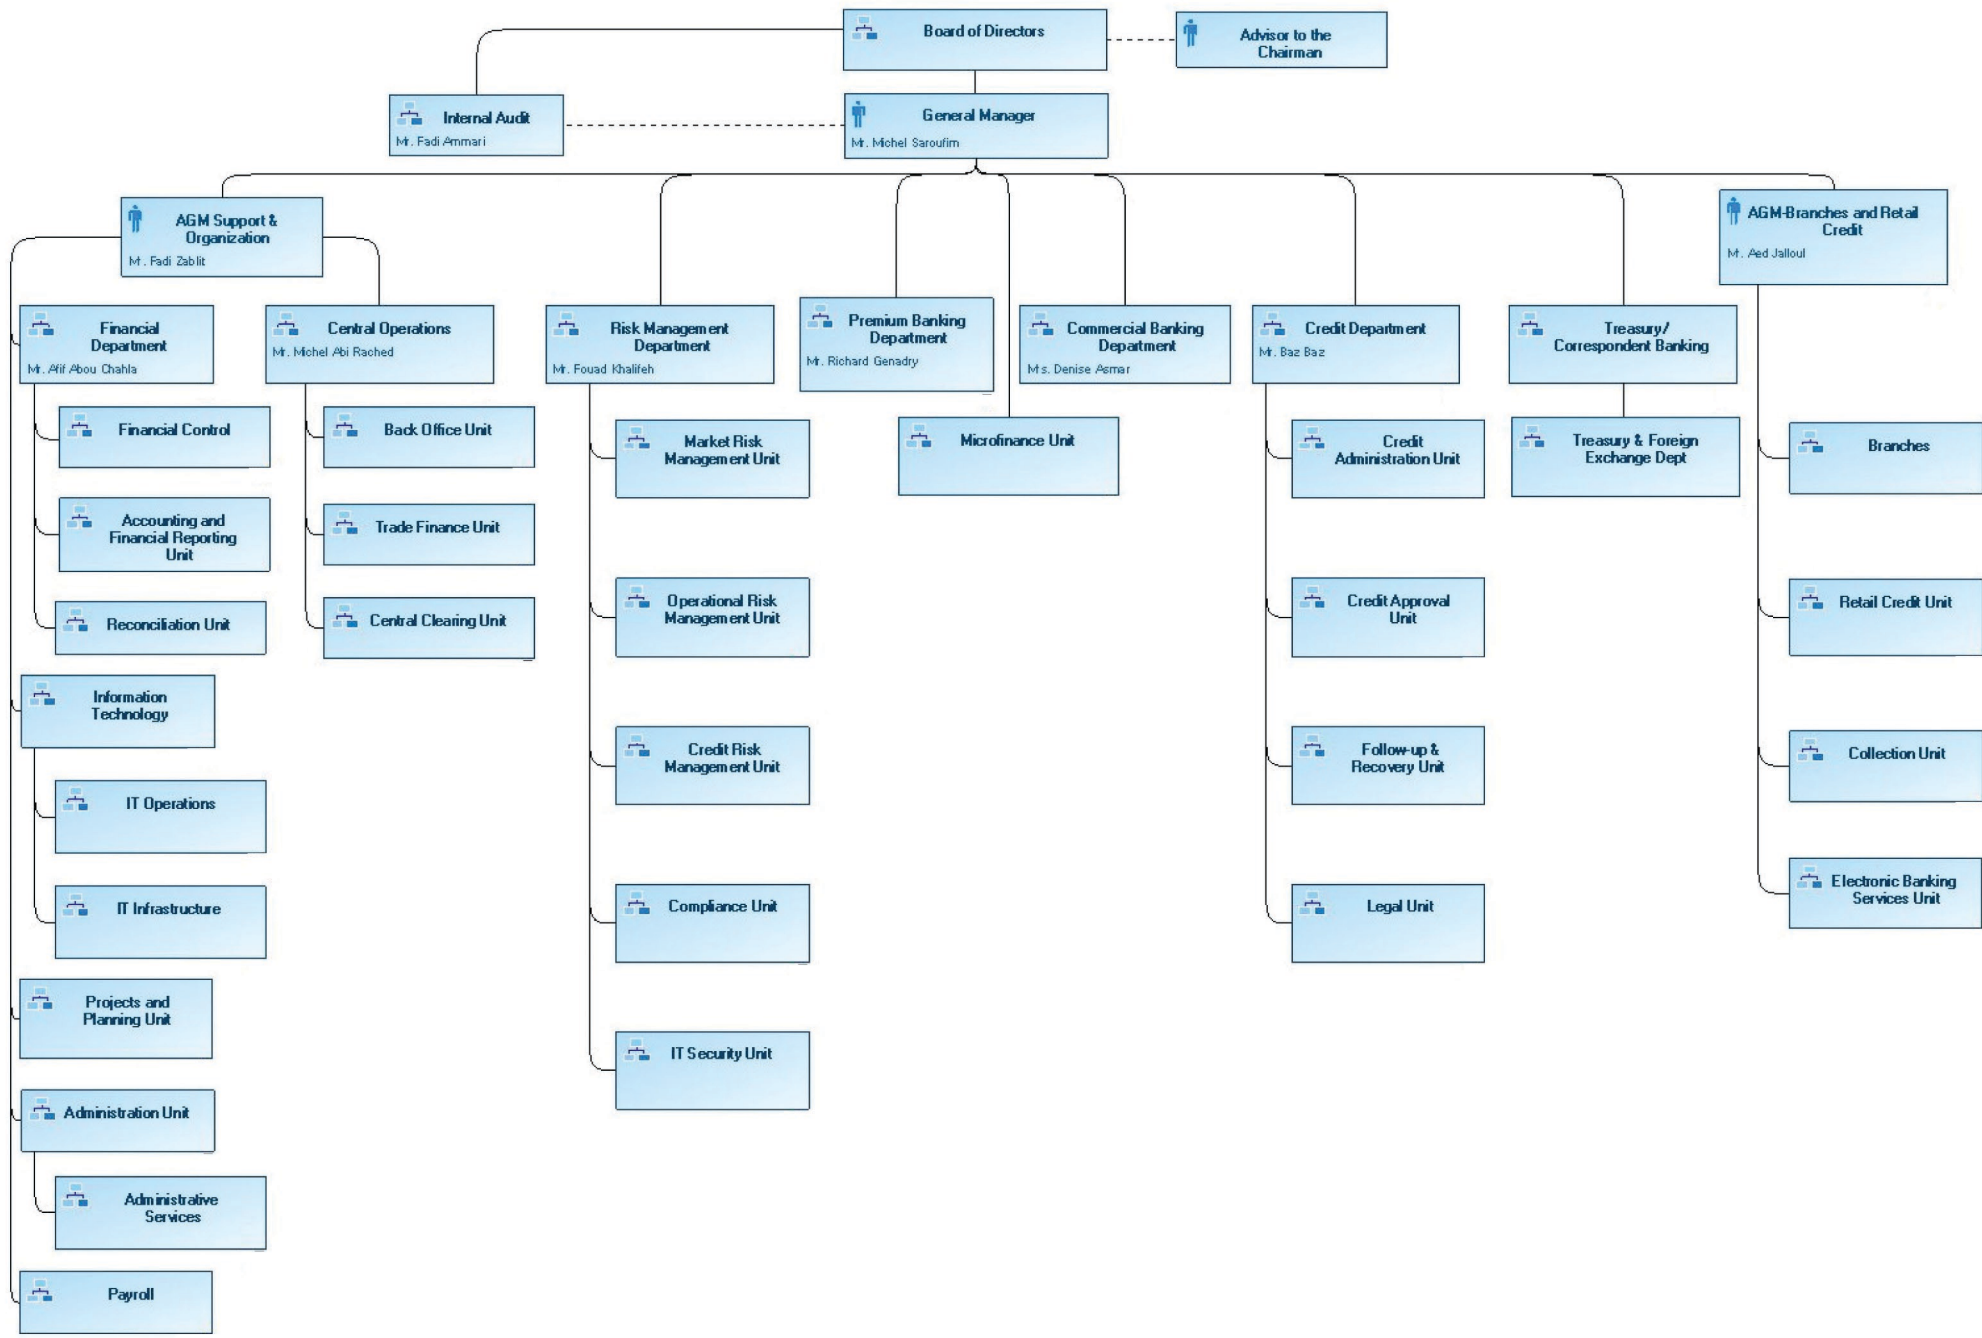 Board of Directors
Advisor to the
Chairman
Internal Audit
Mr. Fadi Ammari
General Manager
Mr. Michel Saroufim
AGM Support &
Organization
Mr. Fadi Zablit
AGM-Branches and Retail
Credit
Mr. Aed Jalloul
Financial
Department
Mr. Afif Abou Chahla
Central Operations
Mr. Michel Abi Rached
Risk Management
Department
Mr. Fouad Khalifeh
Premium Banking
Department
Mr. Richard Genadry
Commercial Banking
Department
Ms. Denise Asmar
Credit Department
Mr. Baz Baz
Treasury/
Correspondent Banking
Financial Control
Back Office Unit
Market Risk
Management Unit
Microfinance Unit
Credit
Administration Unit
Treasury & Foreign
Exchange Dept
Branches
Accounting and
Financial Reporting
Unit
Trade Finance Unit
Operational Risk
Management Unit
Credit Approval
Unit
Retail Credit Unit
Reconciliation Unit
Central Clearing Unit
Information
Technology
Credit Risk
Management Unit
Follow-up &
Recovery Unit
Collection Unit
IT Operations
IT Infrastructure
Compliance Unit
Legal Unit
Electronic Banking
Services Unit
Projects and
Planning Unit
IT Security Unit
Administration Unit
Administrative
Services
Payroll